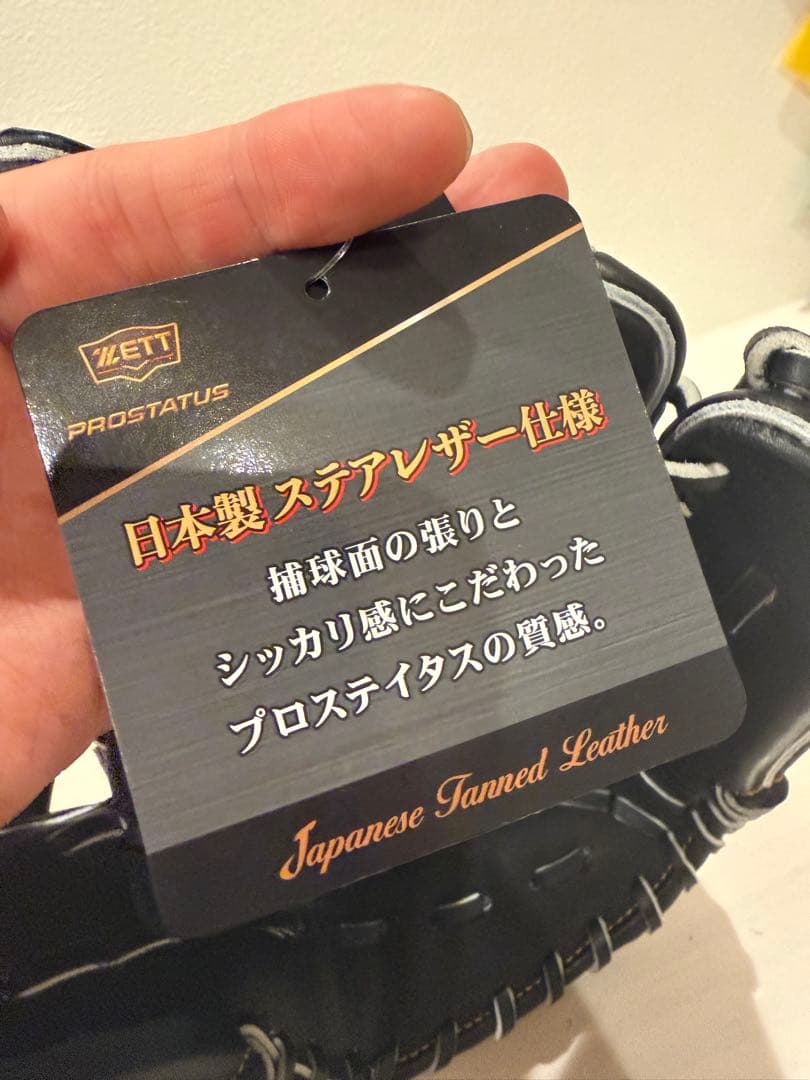 ZETT
PROSTATUS
日本製 ステアレザー仕様
捕球面の張りと
シッカリ感にこだわった
プロステイタスの質感。
Japanese Tanned Leather